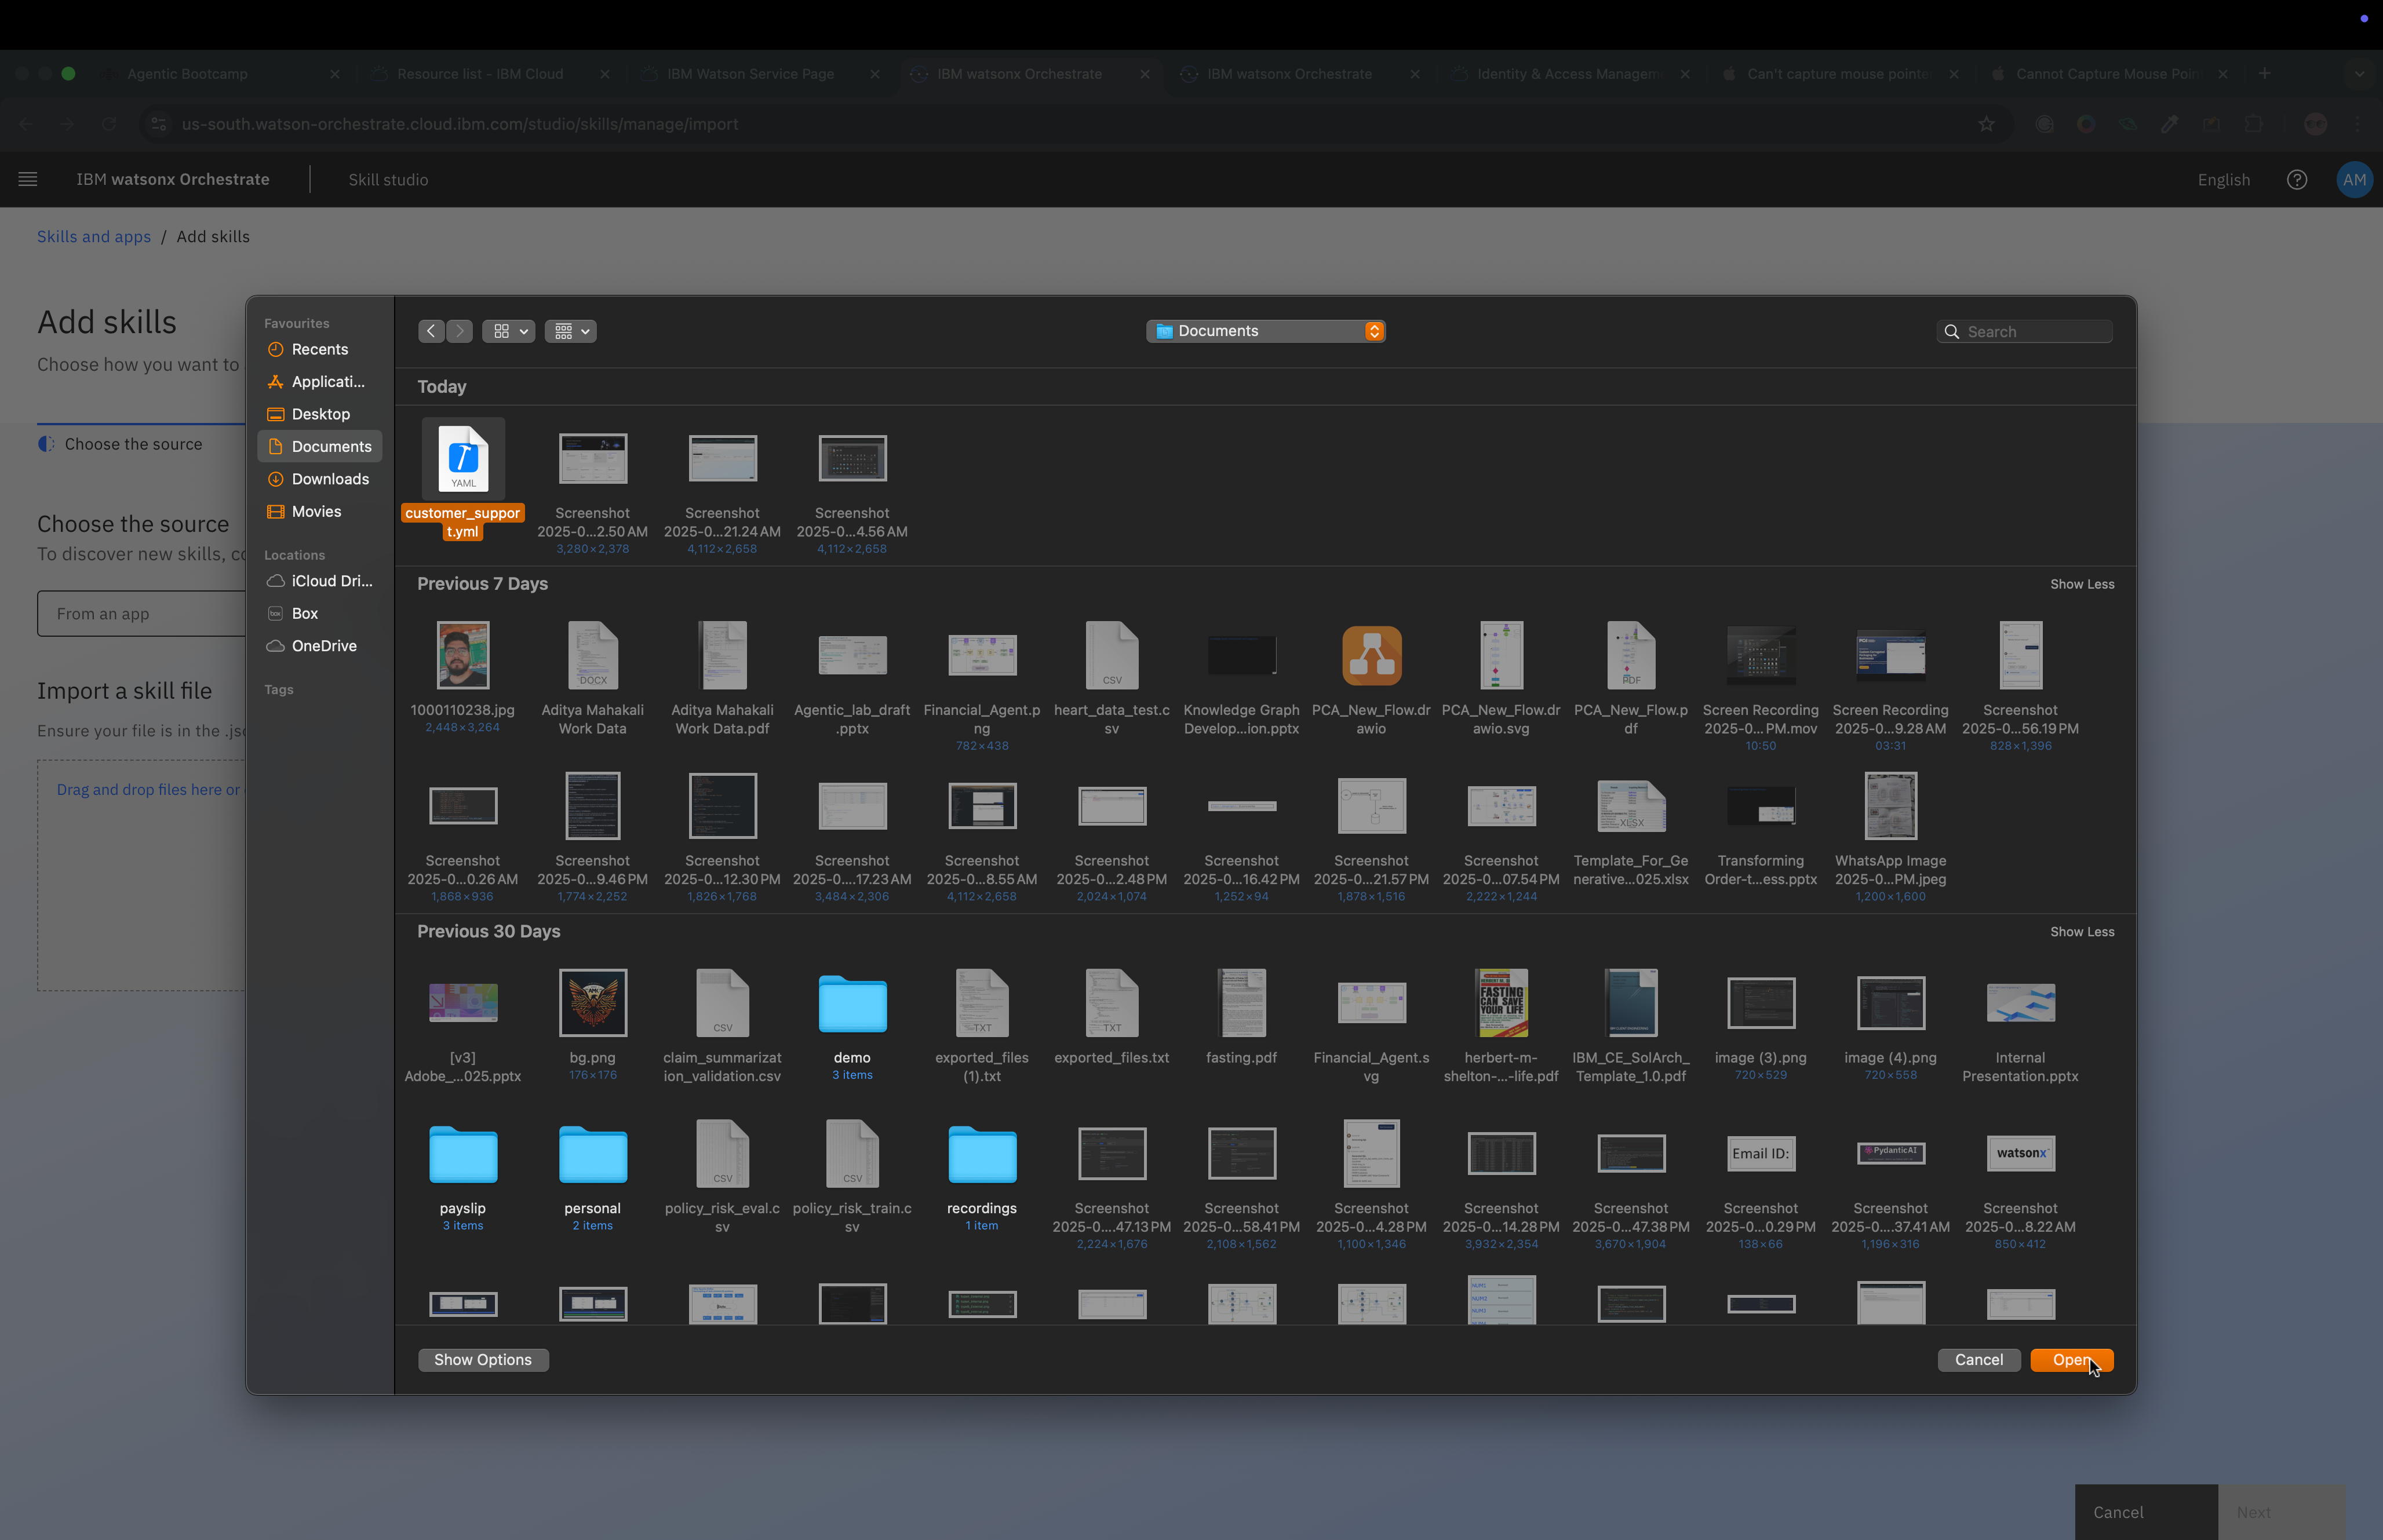 Agentic Bootcamp
Resource list - IBM Cloud
IBM Watson Service Page
IBM watsonx Orchestrate
IBM watsonx Orchestrate
Identity & Access Managem
Can't capture mouse pointe
Cannot Capture Mouse Poin
us-south.watson-orchestrate.cloud.ibm.com/studio/skills/manage/import
IBM watsonx Orchestrate
Skill studio
English
AM
Skills and apps / Add skills
Add skills
Choose how you want to
Choose the source
Choose the source
To discover new skills, co
From an app
Import a skill file
Ensure your file is in the .jso
Drag and drop files here or
Favourites
Recents
Applicati...
Desktop
Documents
Downloads
Movies
Locations
iCloud Dri...
Box
OneDrive
Tags
Documents
Search
Today
YAML
customer_suppor
t.yml
Screenshot
2025-0...2.50 AM
3,280×2,378
Screenshot
2025-0...21.24 AM
4,112×2,658
Screenshot
2025-0...4.56 AM
4,112×2,658
Previous 7 Days
Show Less
1000110238.jpg
2,448×3,264
DOCX
Aditya Mahakali
Work Data
Aditya Mahakali
Work Data.pdf
Agentic_lab_draft
.pptx
Financial_Agent.p
ng
782×438
CSV
heart_data_test.c
sv
Knowledge Graph
Develop...ion.pptx
PCA_New_Flow.dr
awio
PCA_New_Flow.dr
awio.svg
PDF
PCA_New_Flow.p
df
Screen Recording
2025-0... PM.mov
10:50
Screen Recording
2025-0...9.28 AM
03:31
Screenshot
2025-0...56.19 PM
828×1,396
Screenshot
2025-0...0.26 AM
1,868×936
Screenshot
2025-0...9.46 PM
1,774×2,252
Screenshot
2025-0...12.30 PM
1,826×1,768
Screenshot
2025-0....17.23 AM
3,484×2,306
Screenshot
2025-0...8.55 AM
4,112×2,658
Screenshot
2025-0...2.48 PM
2,024×1,074
Screenshot
2025-0...16.42 PM
1,252×94
Screenshot
2025-0...21.57 PM
1,878×1,516
Screenshot
2025-0...07.54 PM
2,222×1,244
XLSX
Template_For_Ge
nerative...025.xlsx
Transforming
Order-t...ess.pptx
WhatsApp Image
2025-0...PM.jpeg
1,200×1,600
Previous 30 Days
Show Less
[v3]
Adobe_...025.pptx
bg.png
176×176
CSV
claim_summarizat
ion_validation.csv
demo
3 items
TXT
exported_files
(1).txt
TXT
exported_files.txt
fasting.pdf
Financial_Agent.s
vg
FASTING
CAN SAVE
YOUR LIFE
herbert-m-
shelton-...-life.pdf
IBM_CE_SolArch_
Template_1.0.pdf
image (3).png
720×529
image (4).png
720×558
Internal
Presentation.pptx
payslip
3 items
personal
2 items
CSV
policy_risk_eval.c
sv
CSV
policy_risk_train.c
sv
recordings
1 item
Screenshot
2025-0....47.13 PM
2,224×1,676
Screenshot
2025-0...58.41 PM
2,108×1,562
Screenshot
2025-0...4.28 PM
1,100×1,346
Screenshot
2025-0...14.28 PM
3,932×2,354
Screenshot
2025-0...47.38 PM
3,670×1,904
Email ID:
Screenshot
2025-0...0.29 PM
138×66
PydanticAI
Screenshot
2025-0....37.41 AM
1,196×316
watsonx
Screenshot
2025-0...8.22 AM
850×412
NUM1
NUM2
NUM3
Show Options
Cancel
Open
Cancel
Next